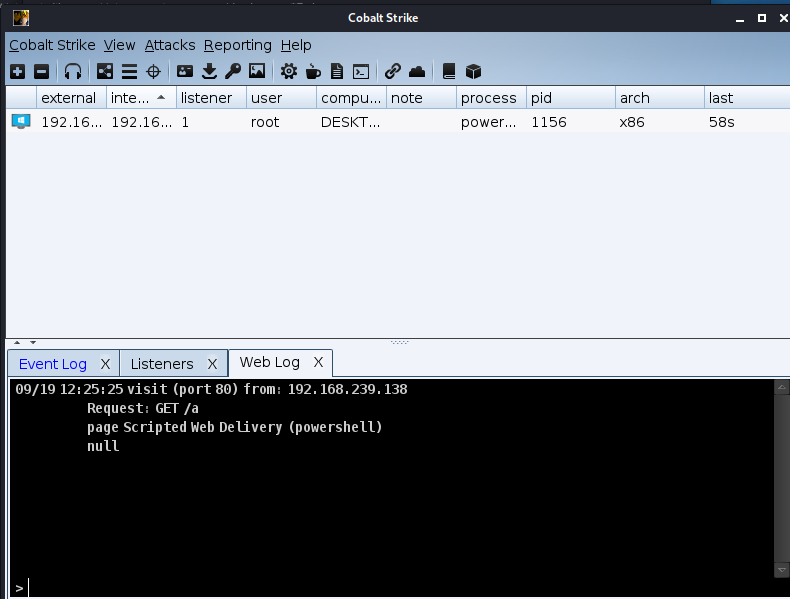 Cobalt Strike
Cobalt Strike View Attacks Reporting Help
external inte... listener user compu... note process pid arch last
192.16... 192.16... 1 root DESKT... power... 1156 x86 58s
Event Log X Listeners X Web Log X
09/19 12:25:25 visit (port 80) from: 192.168.239.138
Request: GET /a
page Scripted Web Delivery (powershell)
null
>